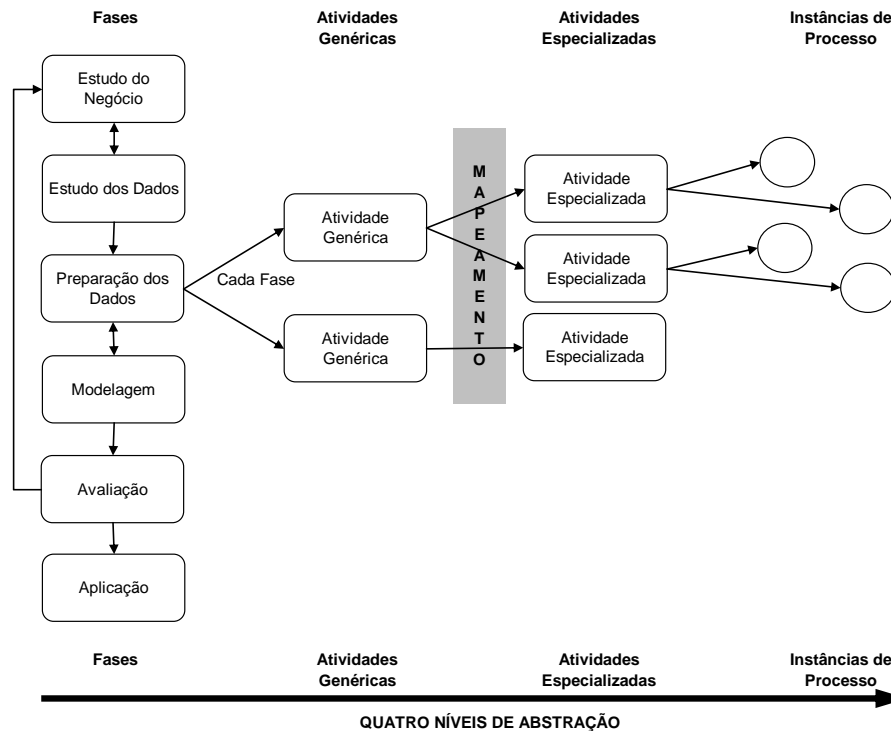 Fases
Atividades
Genéricas
Atividades
Especializadas
Instâncias de
Processo
Estudo do
Negócio
Estudo dos Dados
Preparação dos
Dados
Modelagem
Avaliação
Aplicação
Cada Fase
Atividade
Genérica
Atividade
Genérica
MAPEAMENTO
Atividade
Especializada
Atividade
Especializada
Atividade
Especializada
Fases
Atividades
Genéricas
Atividades
Especializadas
Instâncias de
Processo
QUATRO NÍVEIS DE ABSTRAÇÃO